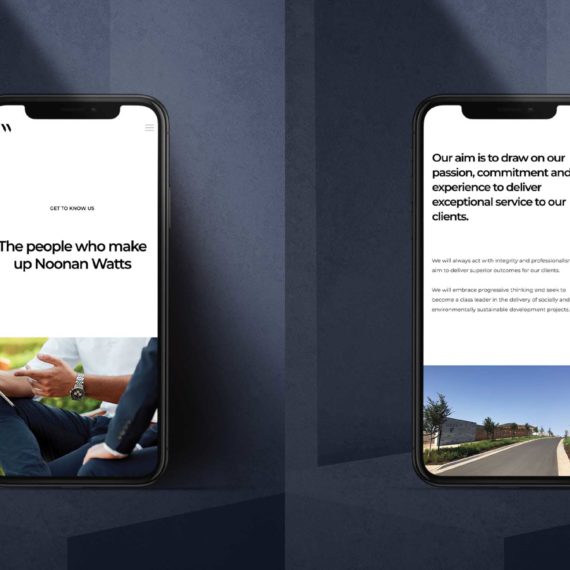 GET TO KNOW US
The people who make
up Noonan Watts
Our aim is to draw on our
passion, commitment and
experience to deliver
exceptional service to our
clients.
We will always act with integrity and professionalism
aim to deliver superior outcomes for our clients.
We will embrace progressive thinking and seek to
become a class leader in the delivery of socially and
environmentally sustainable development projects.